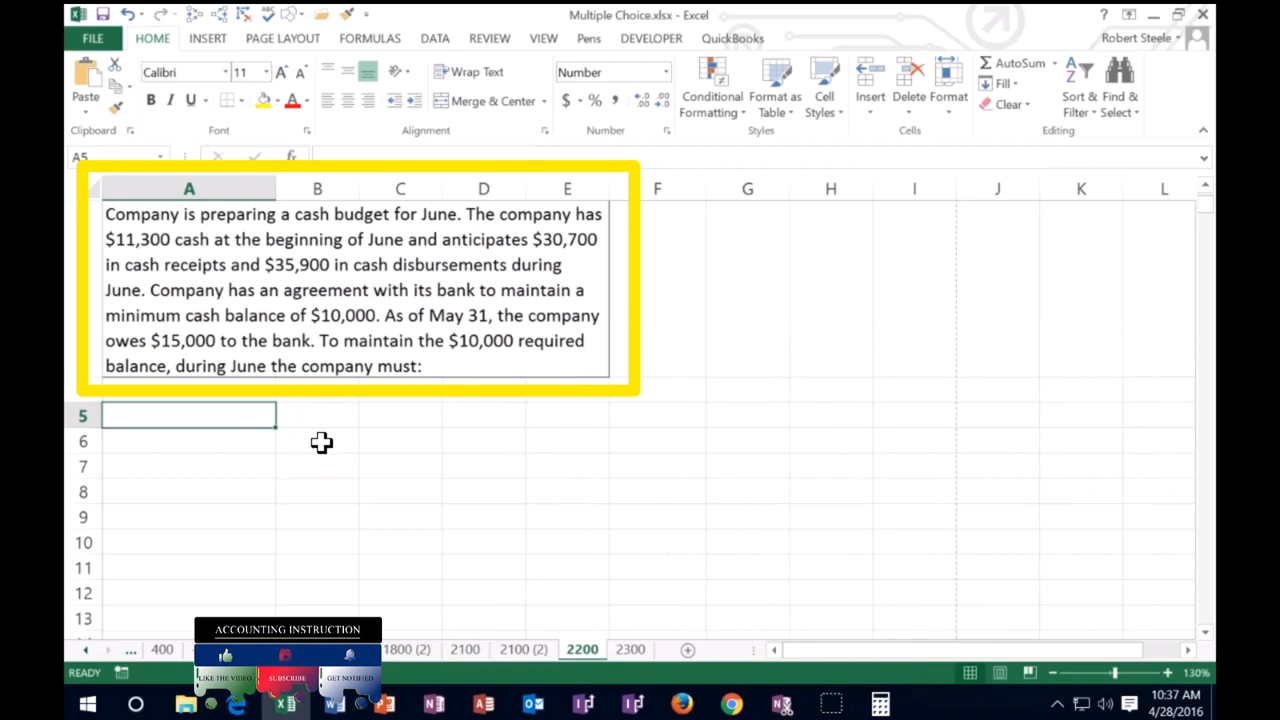 Multiple Choice.xlsx - Excel
FILE HOME INSERT PAGE LAYOUT FORMULAS DATA REVIEW VIEW Pens DEVELOPER QuickBooks Robert Steele
Calibri 11 Wrap Text Number AutoSum
Paste Conditional Formatting Format as Table Cell Styles Insert Delete Format Fill Sort & Filter Find & Select
B I U Merge & Center $ % Clear
Clipboard Font Alignment Number Styles Cells Editing
A5 fx
A B C D E F G H I J K L
Company is preparing a cash budget for June. The company has
$11,300 cash at the beginning of June and anticipates $30,700
in cash receipts and $35,900 in cash disbursements during
June. Company has an agreement with its bank to maintain a
minimum cash balance of $10,000. As of May 31, the company
owes $15,000 to the bank. To maintain the $10,000 required
balance, during June the company must:
5
6
7
8
9
10
11
12
13
ACCOUNTING INSTRUCTION
LIKE THE VIDEO SUBSCRIBE GET NOTIFIED
... 400 1800 (2) 2100 2100 (2) 2200 2300
READY 130%
10:37 AM
4/28/2016